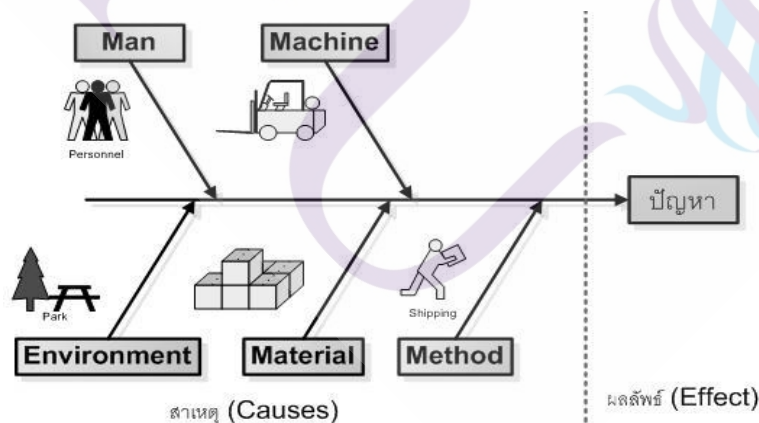 Man
Machine
Personnel
ปัญหา
Park
Shipping
Environment
Material
Method
สาเหตุ (Causes)
ผลลัพธ์ (Effect)